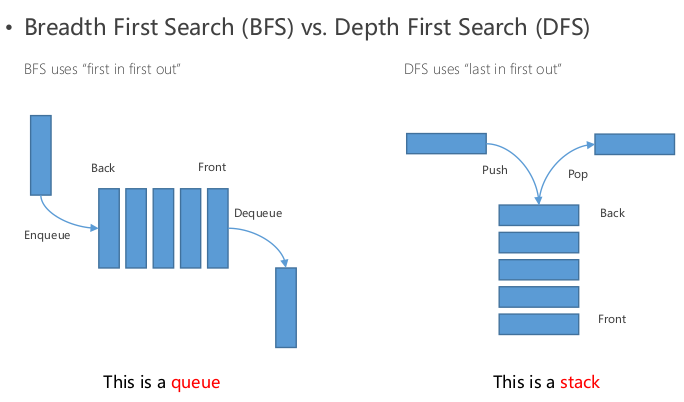 • Breadth First Search (BFS) vs. Depth First Search (DFS)
BFS uses “first in first out”
DFS uses “last in first out”
Back
Front
Enqueue
Dequeue
This is a queue
Push
Pop
Back
Front
This is a stack